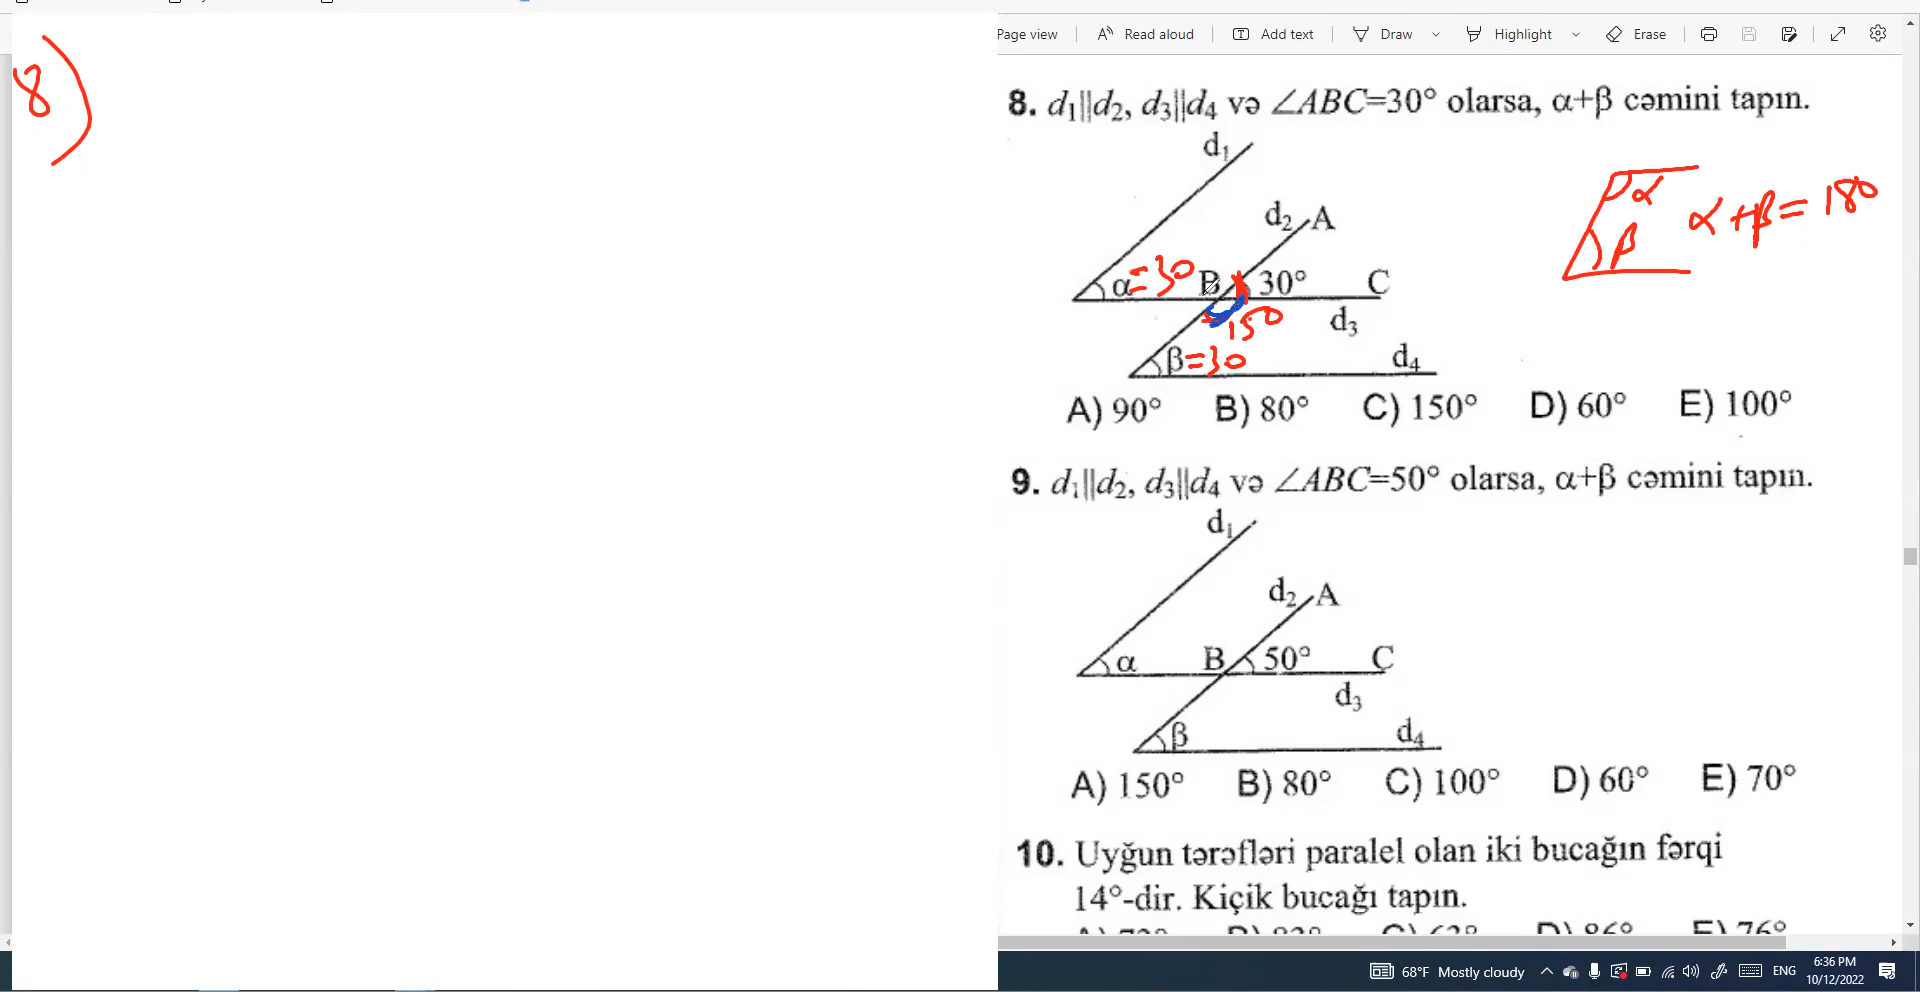 Page view
Read aloud
Add text
Draw
Highlight
Erase
8)
8. d₁||d₂, d₃||d₄ və ∠ABC=30° olarsa, α+β cəmini tapın.
d₁
d₂ A
α =30 B 30° C
150 d₃
β =30 d₄
α
β
α+β=180
A) 90° B) 80° C) 150° D) 60° E) 100°
9. d₁||d₂, d₃||d₄ və ∠ABC=50° olarsa, α+β cəmini tapın.
d₁
d₂ A
α B 50° C
d₃
β d₄
A) 150° B) 80° C) 100° D) 60° E) 70°
10. Uyğun tərəfləri paralel olan iki bucağın fərqi
14°-dir. Kiçik bucağı tapın.
68°F Mostly cloudy
ENG
6:36 PM
10/12/2022